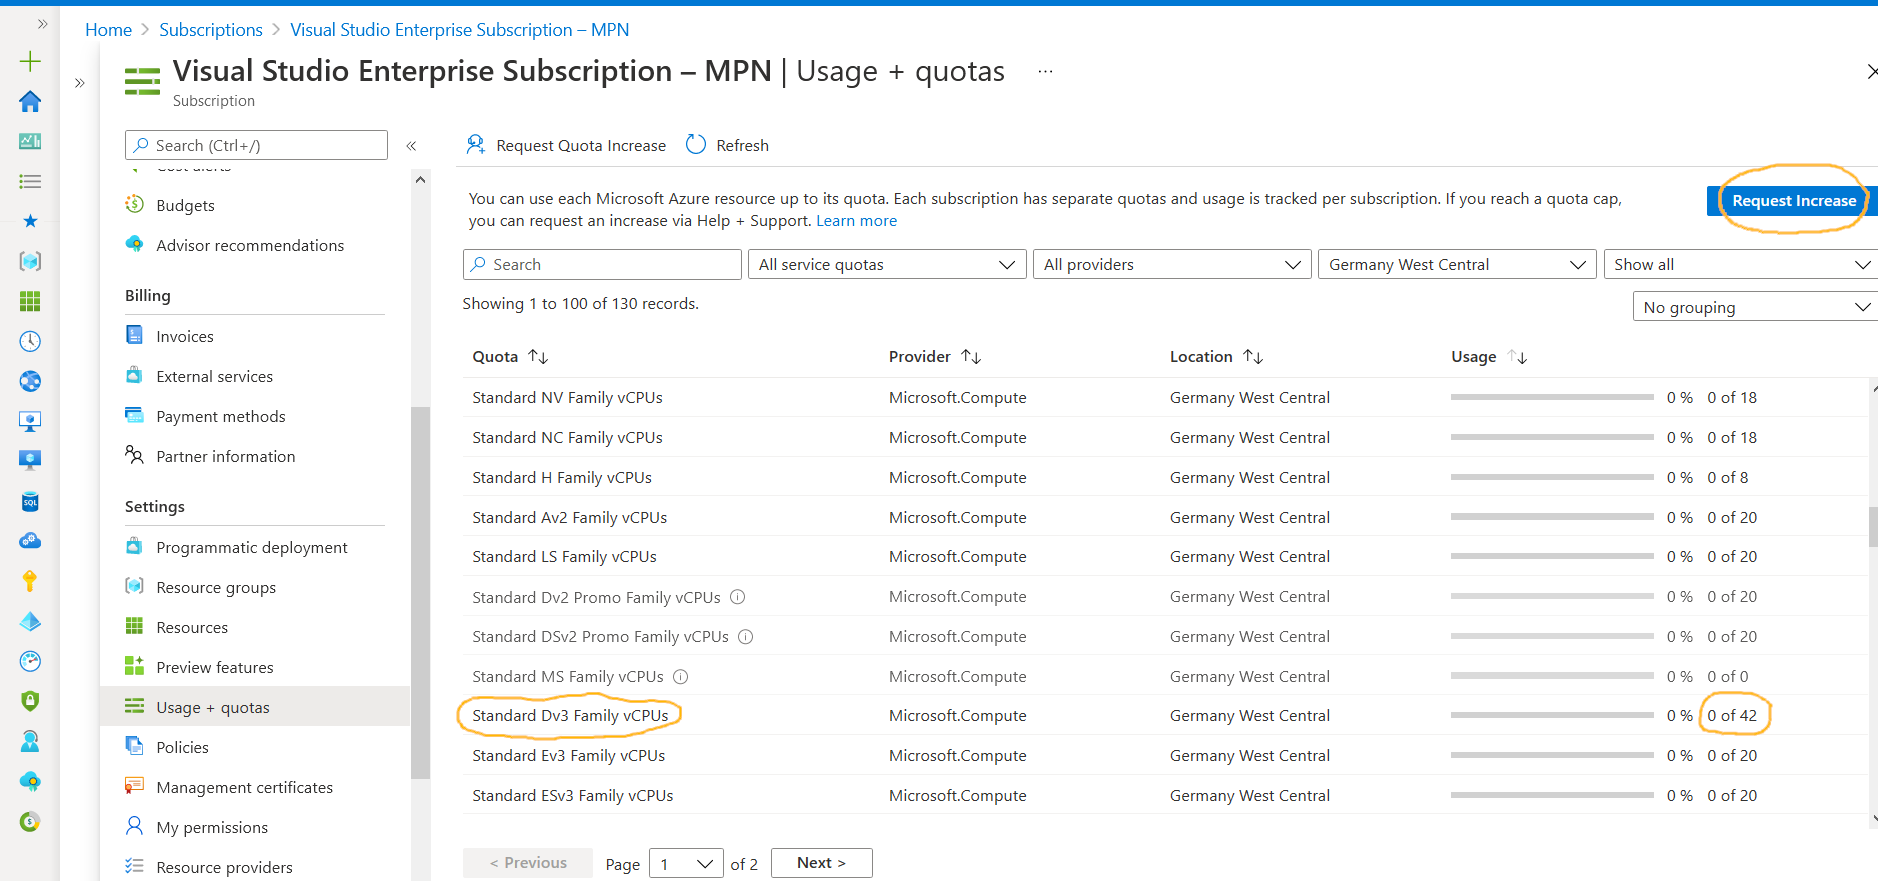 Home > Subscriptions > Visual Studio Enterprise Subscription – MPN
Visual Studio Enterprise Subscription – MPN | Usage + quotas ...
Subscription
Search (Ctrl+/)
Cost alerts
Budgets
Advisor recommendations
Billing
Invoices
External services
Payment methods
Partner information
Settings
Programmatic deployment
Resource groups
Resources
Preview features
Usage + quotas
Policies
Management certificates
My permissions
Resource providers
Request Quota Increase Refresh
You can use each Microsoft Azure resource up to its quota. Each subscription has separate quotas and usage is tracked per subscription. If you reach a quota cap,
you can request an increase via Help + Support. Learn more
Request Increase
Search All service quotas All providers Germany West Central Show all
Showing 1 to 100 of 130 records.
No grouping
Quota Provider Location Usage
Standard NV Family vCPUs Microsoft.Compute Germany West Central 0 % 0 of 18
Standard NC Family vCPUs Microsoft.Compute Germany West Central 0 % 0 of 18
Standard H Family vCPUs Microsoft.Compute Germany West Central 0 % 0 of 8
Standard Av2 Family vCPUs Microsoft.Compute Germany West Central 0 % 0 of 20
Standard LS Family vCPUs Microsoft.Compute Germany West Central 0 % 0 of 20
Standard Dv2 Promo Family vCPUs Microsoft.Compute Germany West Central 0 % 0 of 20
Standard DSv2 Promo Family vCPUs Microsoft.Compute Germany West Central 0 % 0 of 20
Standard MS Family vCPUs Microsoft.Compute Germany West Central 0 % 0 of 0
Standard Dv3 Family vCPUs Microsoft.Compute Germany West Central 0 % 0 of 42
Standard Ev3 Family vCPUs Microsoft.Compute Germany West Central 0 % 0 of 20
Standard ESv3 Family vCPUs Microsoft.Compute Germany West Central 0 % 0 of 20
< Previous Page 1 of 2 Next >